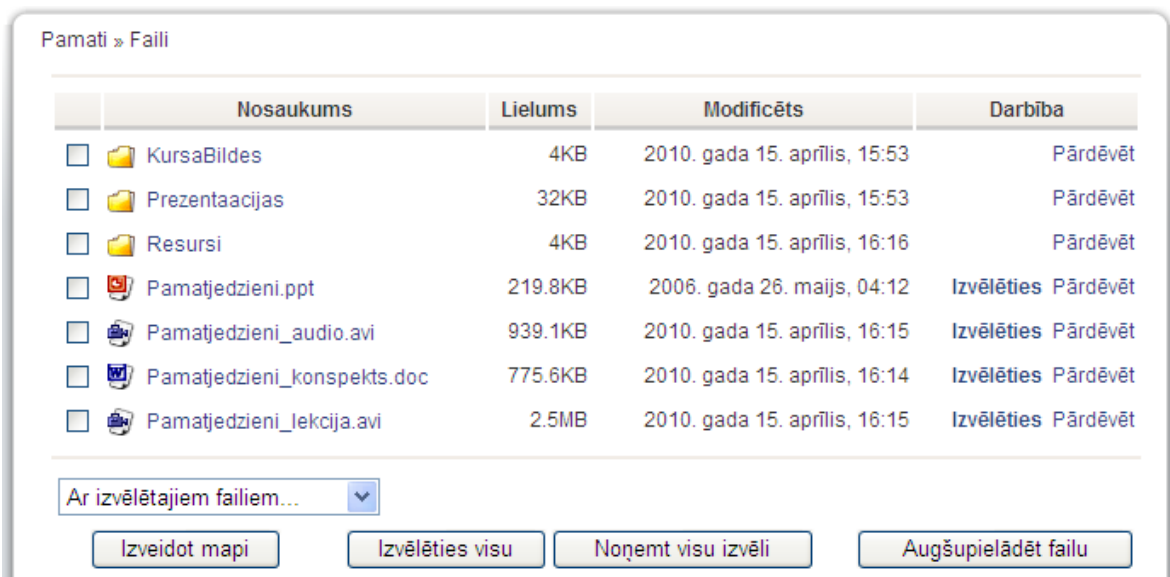 Pamati » Faili
Nosaukums Lielums Modificēts Darbība
KursaBildes 4KB 2010. gada 15. aprīlis, 15:53 Pārdēvēt
Prezentaacijas 32KB 2010. gada 15. aprīlis, 15:53 Pārdēvēt
Resursi 4KB 2010. gada 15. aprīlis, 16:16 Pārdēvēt
Pamatjedzieni.ppt 219.8KB 2006. gada 26. maijs, 04:12 Izvēlēties Pārdēvēt
Pamatjedzieni_audio.avi 939.1KB 2010. gada 15. aprīlis, 16:15 Izvēlēties Pārdēvēt
Pamatjedzieni_konspekts.doc 775.6KB 2010. gada 15. aprīlis, 16:14 Izvēlēties Pārdēvēt
Pamatjedzieni_lekcija.avi 2.5MB 2010. gada 15. aprīlis, 16:15 Izvēlēties Pārdēvēt
Ar izvēlētajiem failiem...
Izveidot mapi Izvēlēties visu Noņemt visu izvēli Augšupielādēt failu